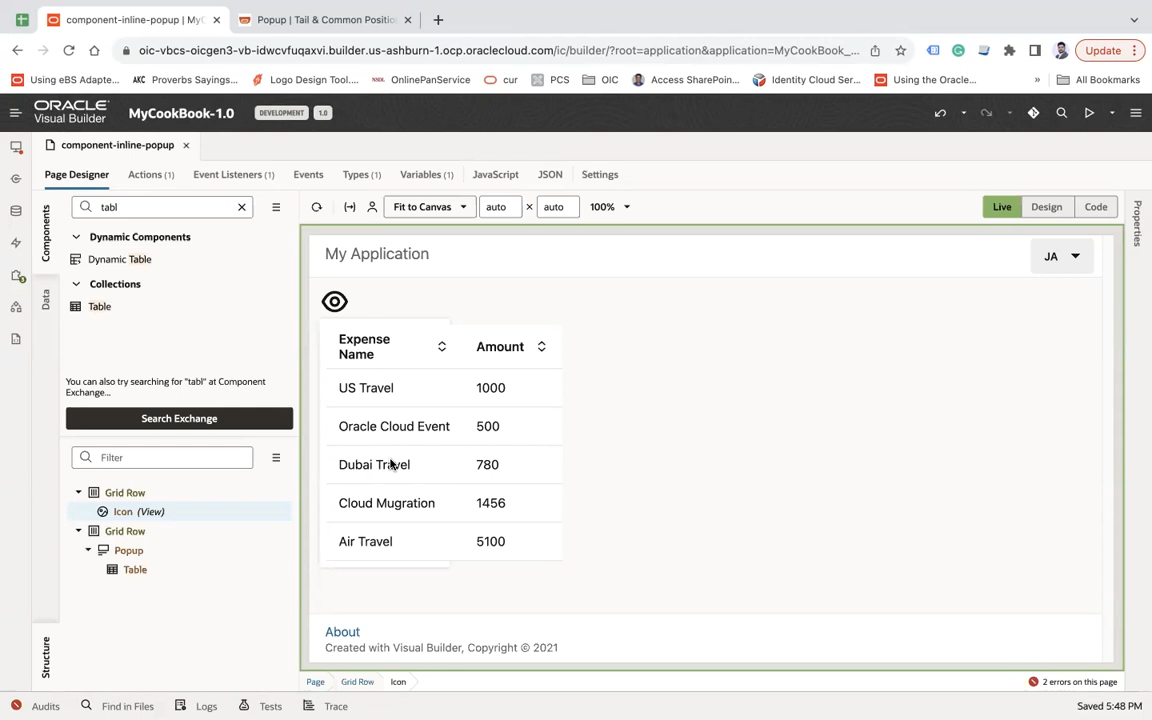 component-inline-popup | MyC
Popup | Tail & Common Positio
oic-vbcs-oicgen3-vb-idwcvfuqaxvi.builder.us-ashburn-1.ocp.oraclecloud.com/ic/builder/?root=application&application=MyCookBook_...
Update
Using eBS Adapte...
AKC Proverbs Sayings...
Logo Design Tool....
NSDL OnlinePanService
cur
PCS
OIC
Access SharePoin...
Identity Cloud Ser...
Using the Oracle...
»
All Bookmarks
ORACLE
Visual Builder
MyCookBook-1.0
DEVELOPMENT
1.0
component-inline-popup
Page Designer
Actions (1)
Event Listeners (1)
Events
Types (1)
Variables (1)
JavaScript
JSON
Settings
Components
Data
Structure
tabl
Dynamic Components
Dynamic Table
Collections
Table
You can also try searching for "tabl" at Component
Exchange...
Search Exchange
Filter
Grid Row
Icon (View)
Grid Row
Popup
Table
Fit to Canvas
auto × auto
100%
Live
Design
Code
Properties
My Application
JA
Expense
Name
Amount
US Travel 1000
Oracle Cloud Event 500
Dubai Travel 780
Cloud Mugration 1456
Air Travel 5100
About
Created with Visual Builder, Copyright © 2021
Page
Grid Row
Icon
2 errors on this page
Audits
Find in Files
Logs
Tests
Trace
Saved 5:48 PM